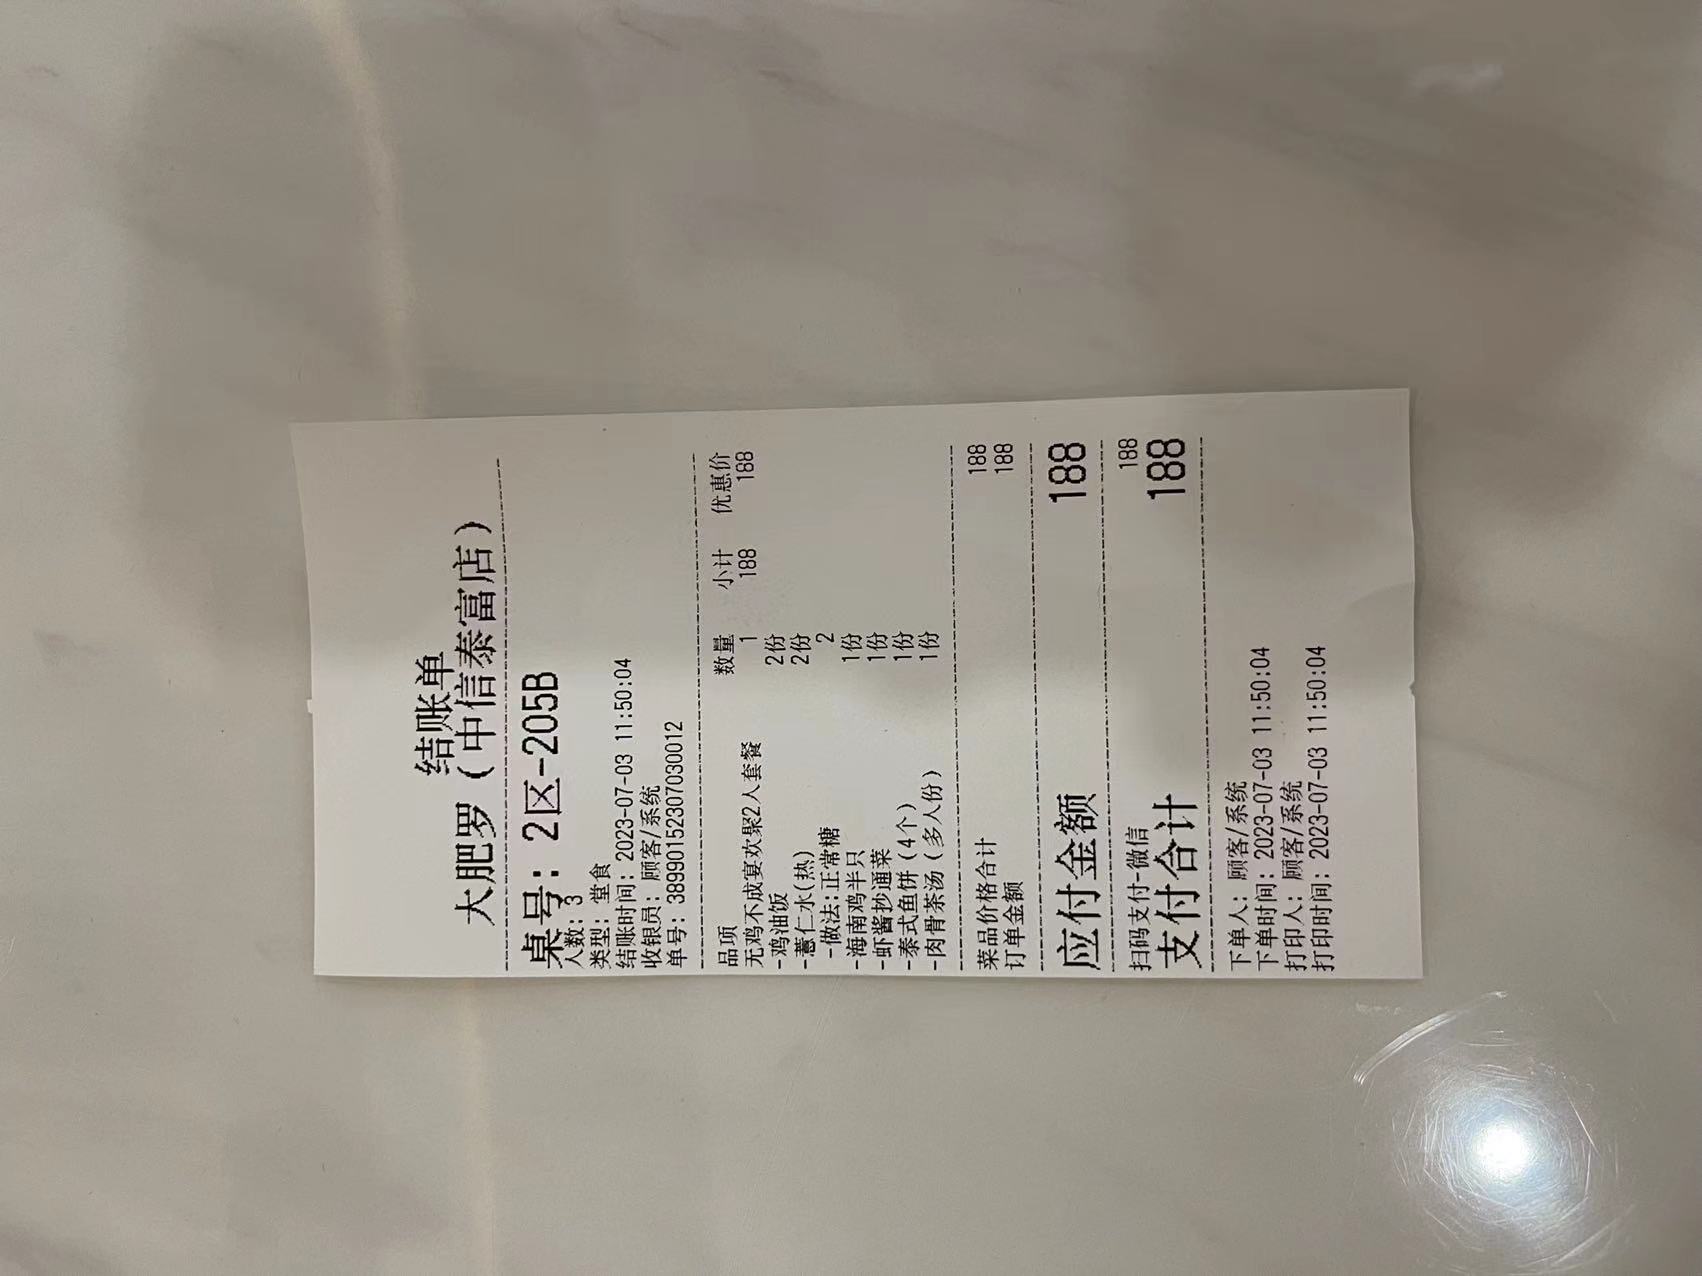 结账单
大肥罗(中信泰富店)
桌号: 2区-205B
人数: 3
类型: 堂食
结账时间: 2023-07-03 11:50:04
收银员: 顾客/系统
单号: 3899015230703​0012
品项 数量 小计 优惠价
无鸡不成宴欢聚2人套餐 1 188 188
-鸡油饭 2份
-薏仁水(热) 2份
-做法:正常糖 2
-海南鸡半只 1份
-虾酱抄通菜 1份
-泰式鱼饼(4个) 1份
-肉骨茶汤(多人份) 1份
菜品价格合计 188
订单金额 188
应付金额 188
扫码支付-微信 188
支付合计 188
下单人: 顾客/系统
下单时间: 2023-07-03 11:50:04
打印人: 顾客/系统
打印时间: 2023-07-03 11:50:04